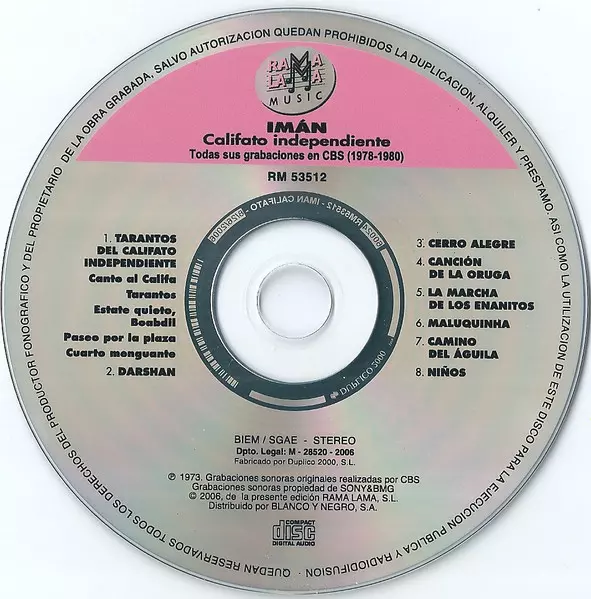 SALVO AUTORIZACION QUEDAN PROHIBIDOS LA DUPLICACION, ALQUILER Y PRESTAMO, ASI COMO LA UTILIZACION DE ESTE DISCO PARA LA EJECUCION PUBLICA Y RADIODIFUSION · QUEDAN RESERVADOS TODOS LOS DERECHOS DEL PRODUCTOR FONOGRAFICO Y DEL PROPIETARIO DE LA OBRA GRABADA,
RAMA
LAMA
MUSIC
IMÁN
Califato independiente
Todas sus grabaciones en CBS (1978-1980)
RM 53512
1. TARANTOS
DEL CALIFATO
INDEPENDIENTE
Canto al Califa
Tarantos
Estate quieto,
Boabdil
Paseo por la plaza
Cuarto menguante
2. DARSHAN
3. CERRO ALEGRE
4. CANCIÓN
DE LA ORUGA
5. LA MARCHA
DE LOS ENANITOS
6. MALUQUINHA
7. CAMINO
DEL ÁGUILA
8. NIÑOS
DUPLICO 2000
BIEM / SGAE - STEREO
Dpto. Legal: M - 28520 - 2006
Fabricado por Duplico 2000, S.L.
℗ 1973, Grabaciones sonoras originales realizadas por CBS
Grabaciones sonoras propiedad de SONY&BMG
© 2006, de la presente edición RAMA LAMA, S.L.
Distribuido por BLANCO Y NEGRO, S.A.
COMPACT
disc
DIGITAL AUDIO